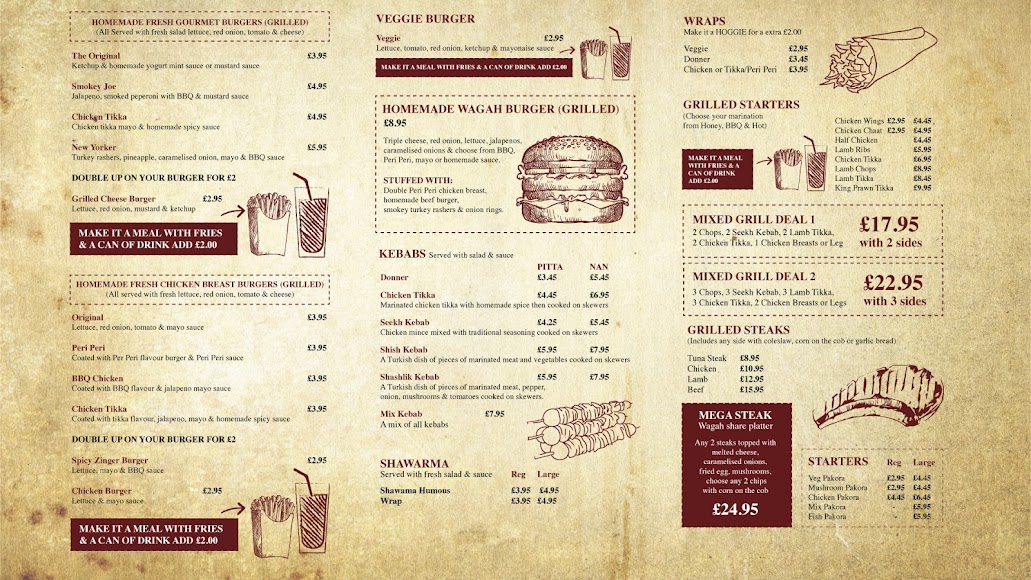 HOMEMADE FRESH GOURMET BURGERS (GRILLED)
(All Served with fresh salad lettuce, red onion, tomato & cheese)
The Original £3.95
Ketchup & homemade yogurt mint sauce or mustard sauce
Smokey Joe £4.95
Jalapeno, smoked peperoni with BBQ & mustard sauce
Chicken Tikka £4.95
Chicken tikka mayo & homemade spicy sauce
New Yorker £5.95
Turkey rashers, pineapple, caramelised onion, mayo & BBQ sauce
DOUBLE UP ON YOUR BURGER FOR £2
Grilled Cheese Burger £2.95
Lettuce, red onion, mustard & ketchup
MAKE IT A MEAL WITH FRIES
& A CAN OF DRINK ADD £2.00
HOMEMADE FRESH CHICKEN BREAST BURGERS (GRILLED)
(All served with fresh lettuce, red onion, tomato & cheese)
Original £3.95
Lettuce, red onion, tomato & mayo sauce
Peri Peri £3.95
Coated with Per Peri flavour burger & Peri Peri sauce
BBQ Chicken £3.95
Coated with BBQ flavour & jalapeno mayo sauce
Chicken Tikka £3.95
Coated with tikka flavour, jalapeno, mayo & homemade spicy sauce
DOUBLE UP ON YOUR BURGER FOR £2
Spicy Zinger Burger £2.95
Lettuce, mayo & BBQ sauce
Chicken Burger £2.95
Lettuce & mayo sauce
MAKE IT A MEAL WITH FRIES
& A CAN OF DRINK ADD £2.00
VEGGIE BURGER
Veggie £2.95
Lettuce, tomato, red onion, ketchup & mayonaise sauce
MAKE IT A MEAL WITH FRIES & A CAN OF DRINK ADD £2.00
HOMEMADE WAGAH BURGER (GRILLED)
£8.95
Triple cheese, red onion, lettuce, jalapenos,
caramelised onions & choose from BBQ,
Peri Peri, mayo or homemade sauce.
STUFFED WITH:
Double Peri Peri chicken breast,
homemade beef burger,
smokey turkey rashers & onion rings.
KEBABS Served with salad & sauce
PITTA NAN
Donner £3.45 £5.45
Chicken Tikka £4.45 £6.95
Marinated chicken tikka with homemade spice then cooked on skewers
Seekh Kebab £4.25 £5.45
Chicken mince mixed with traditional seasoning cooked on skewers
Shish Kebab £5.95 £7.95
A Turkish dish of pieces of marinated meat and vegetables cooked on skewers
Shashlik Kebab £5.95 £7.95
A Turkish dish of pieces of marinated meat, pepper,
onion, mushrooms & tomatoes cooked on skewers.
Mix Kebab £7.95
A mix of all kebabs
SHAWARMA
Served with fresh salad & sauce Reg Large
Shawama Humous £3.95 £4.95
Wrap £3.95 £4.95
WRAPS
Make it a HOGGIE for a extra £2.00
Veggie £2.95
Donner £3.45
Chicken or Tikka/Peri Peri £3.95
GRILLED STARTERS
(Choose your marination
from Honey, BBQ & Hot)
MAKE IT A MEAL
WITH FRIES & A
CAN OF DRINK
ADD £2.00
Chicken Wings £2.95 £4.45
Chicken Chaat £2.95 £4.95
Half Chicken £4.45
Lamb Ribs £5.95
Chicken Tikka £6.95
Lamb Chops £8.95
Lamb Tikka £8.45
King Prawn Tikka £9.95
MIXED GRILL DEAL 1
2 Chops, 2 Seekh Kebab, 2 Lamb Tikka,
2 Chicken Tikka, 1 Chicken Breasts or Leg
£17.95
with 2 sides
MIXED GRILL DEAL 2
3 Chops, 3 Seekh Kebab, 3 Lamb Tikka,
3 Chicken Tikka, 2 Chicken Breasts or Legs
£22.95
with 3 sides
GRILLED STEAKS
(Includes any side with coleslaw, corn on the cob or garlic bread)
Tuna Steak £8.95
Chicken £10.95
Lamb £12.95
Beef £15.95
MEGA STEAK
Wagah share platter
Any 2 steaks topped with
melted cheese,
caramelised onions,
fried egg, mushrooms,
choose any 2 chips
with corn on the cob
£24.95
STARTERS Reg Large
Veg Pakora £2.95 £4.45
Mushroom Pakora £2.95 £4.45
Chicken Pakora £4.45 £6.45
Mix Pakora - £5.95
Fish Pakora - £5.95